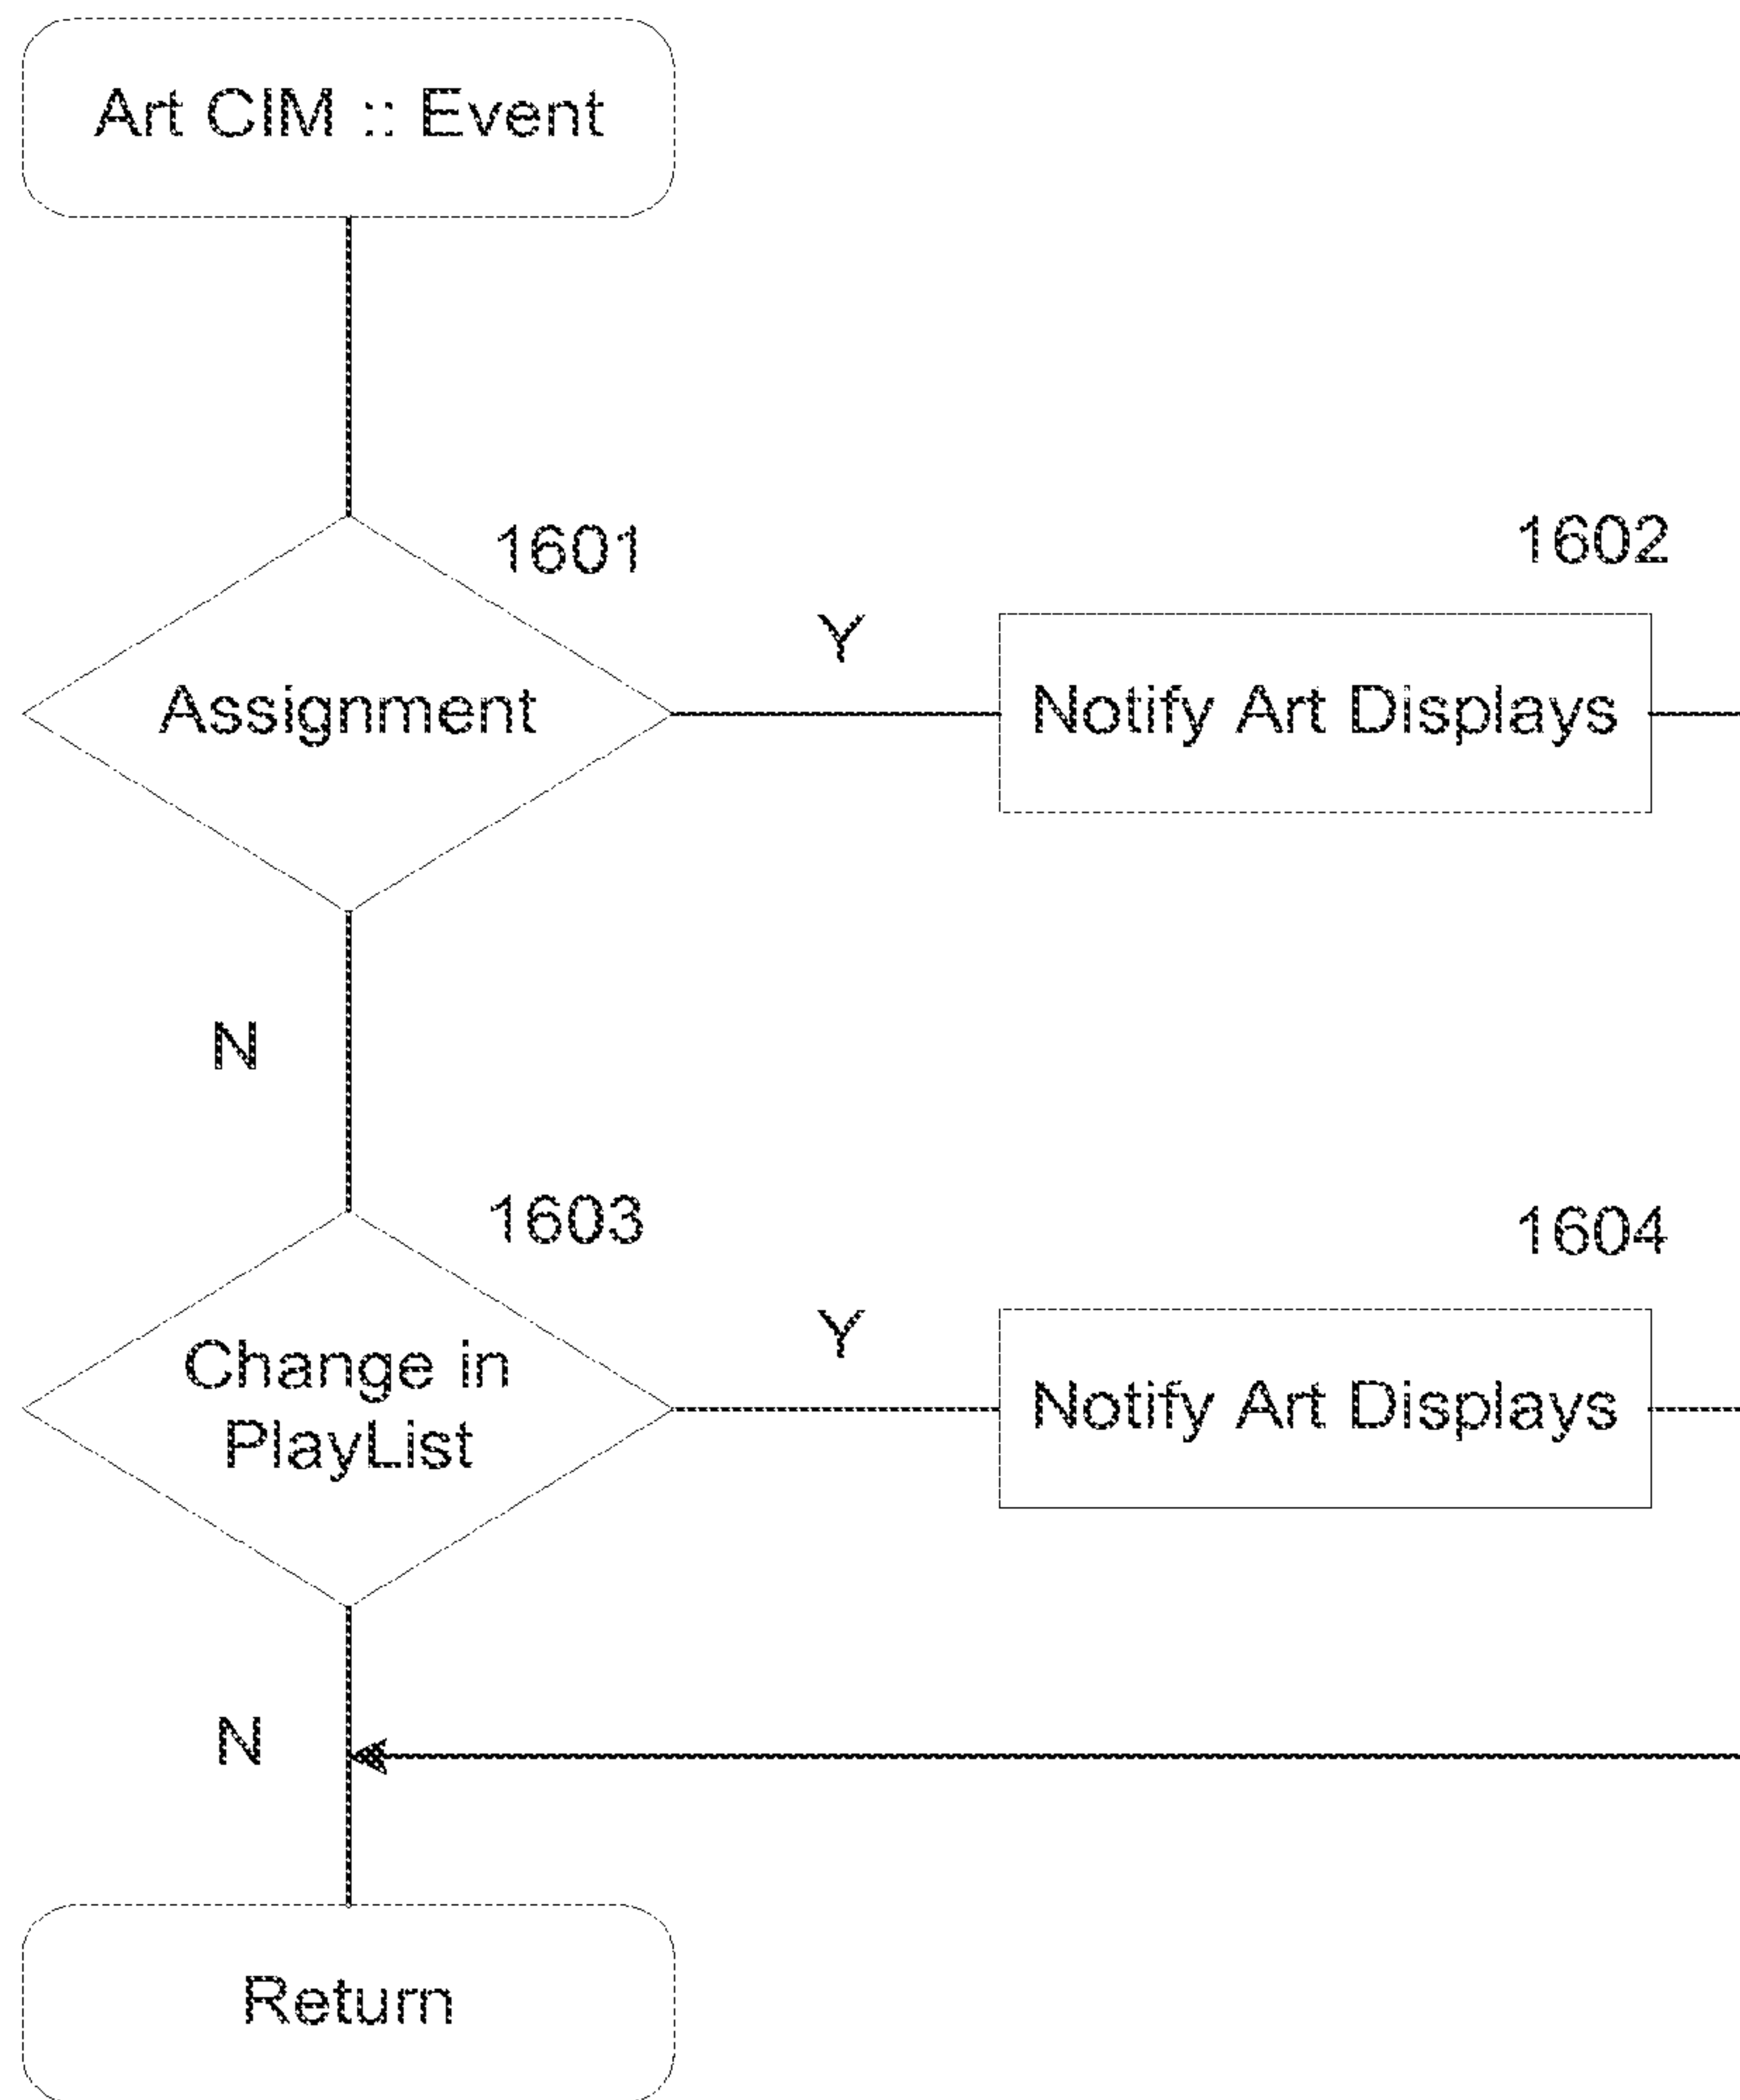 Art CIM :: Event
1601
1602
Y
Assignment
Notify Art Displays
N
1603
1604
Y
Change in
PlayList
Notify Art Displays
N
Return